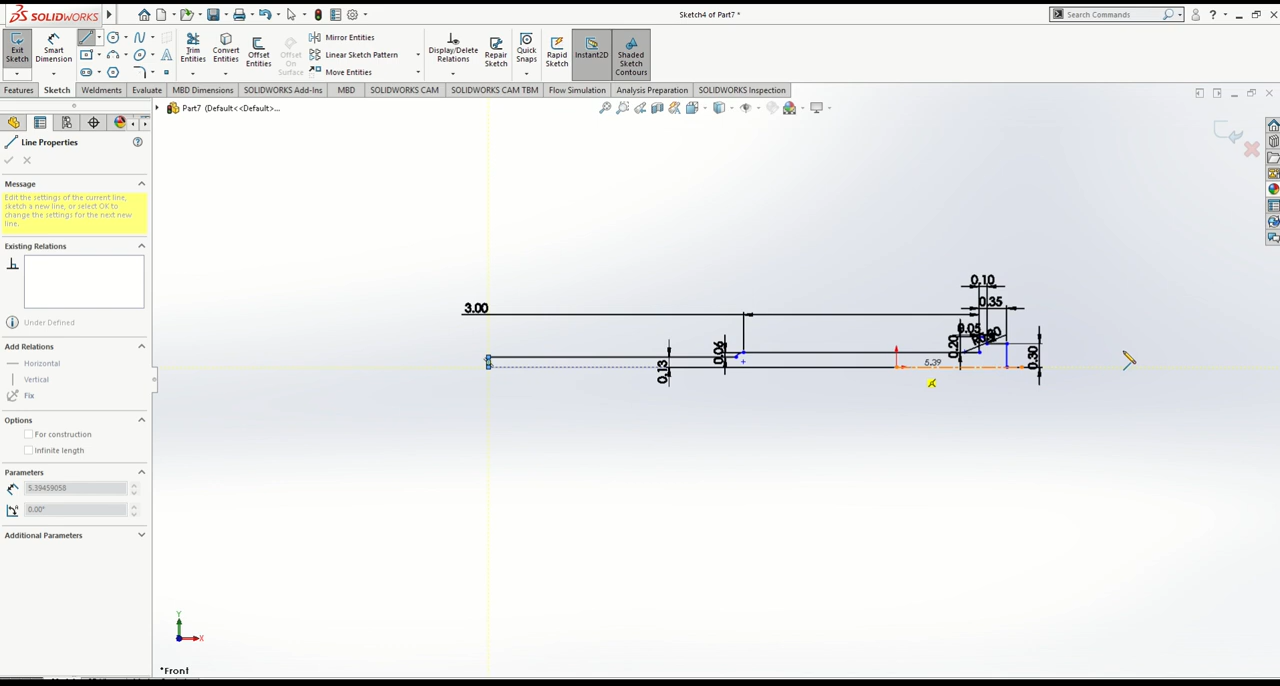 SOLIDWORKS
Sketch4 of Part7 *
Search Commands
Exit Sketch
Smart Dimension
Trim Entities
Convert Entities
Offset Entities
Offset On Surface
Mirror Entities
Linear Sketch Pattern
Move Entities
Display/Delete Relations
Repair Sketch
Quick Snaps
Rapid Sketch
Instant2D
Shaded Sketch Contours
Features Sketch Weldments Evaluate MBD Dimensions SOLIDWORKS Add-Ins MBD SOLIDWORKS CAM SOLIDWORKS CAM TBM Flow Simulation Analysis Preparation SOLIDWORKS Inspection
Part7 (Default<<Default>...
Line Properties
Message
Edit the settings of the current line,
sketch a new line, or select OK to
change the settings for the next new
line.
Existing Relations
Under Defined
Add Relations
Horizontal
Vertical
Fix
Options
For construction
Infinite length
Parameters
5.39459058
0.00°
Additional Parameters
3.00
0.10
0.35
0.05
0.20
0.30
0.06
0.13
5.39
Y
X
*Front